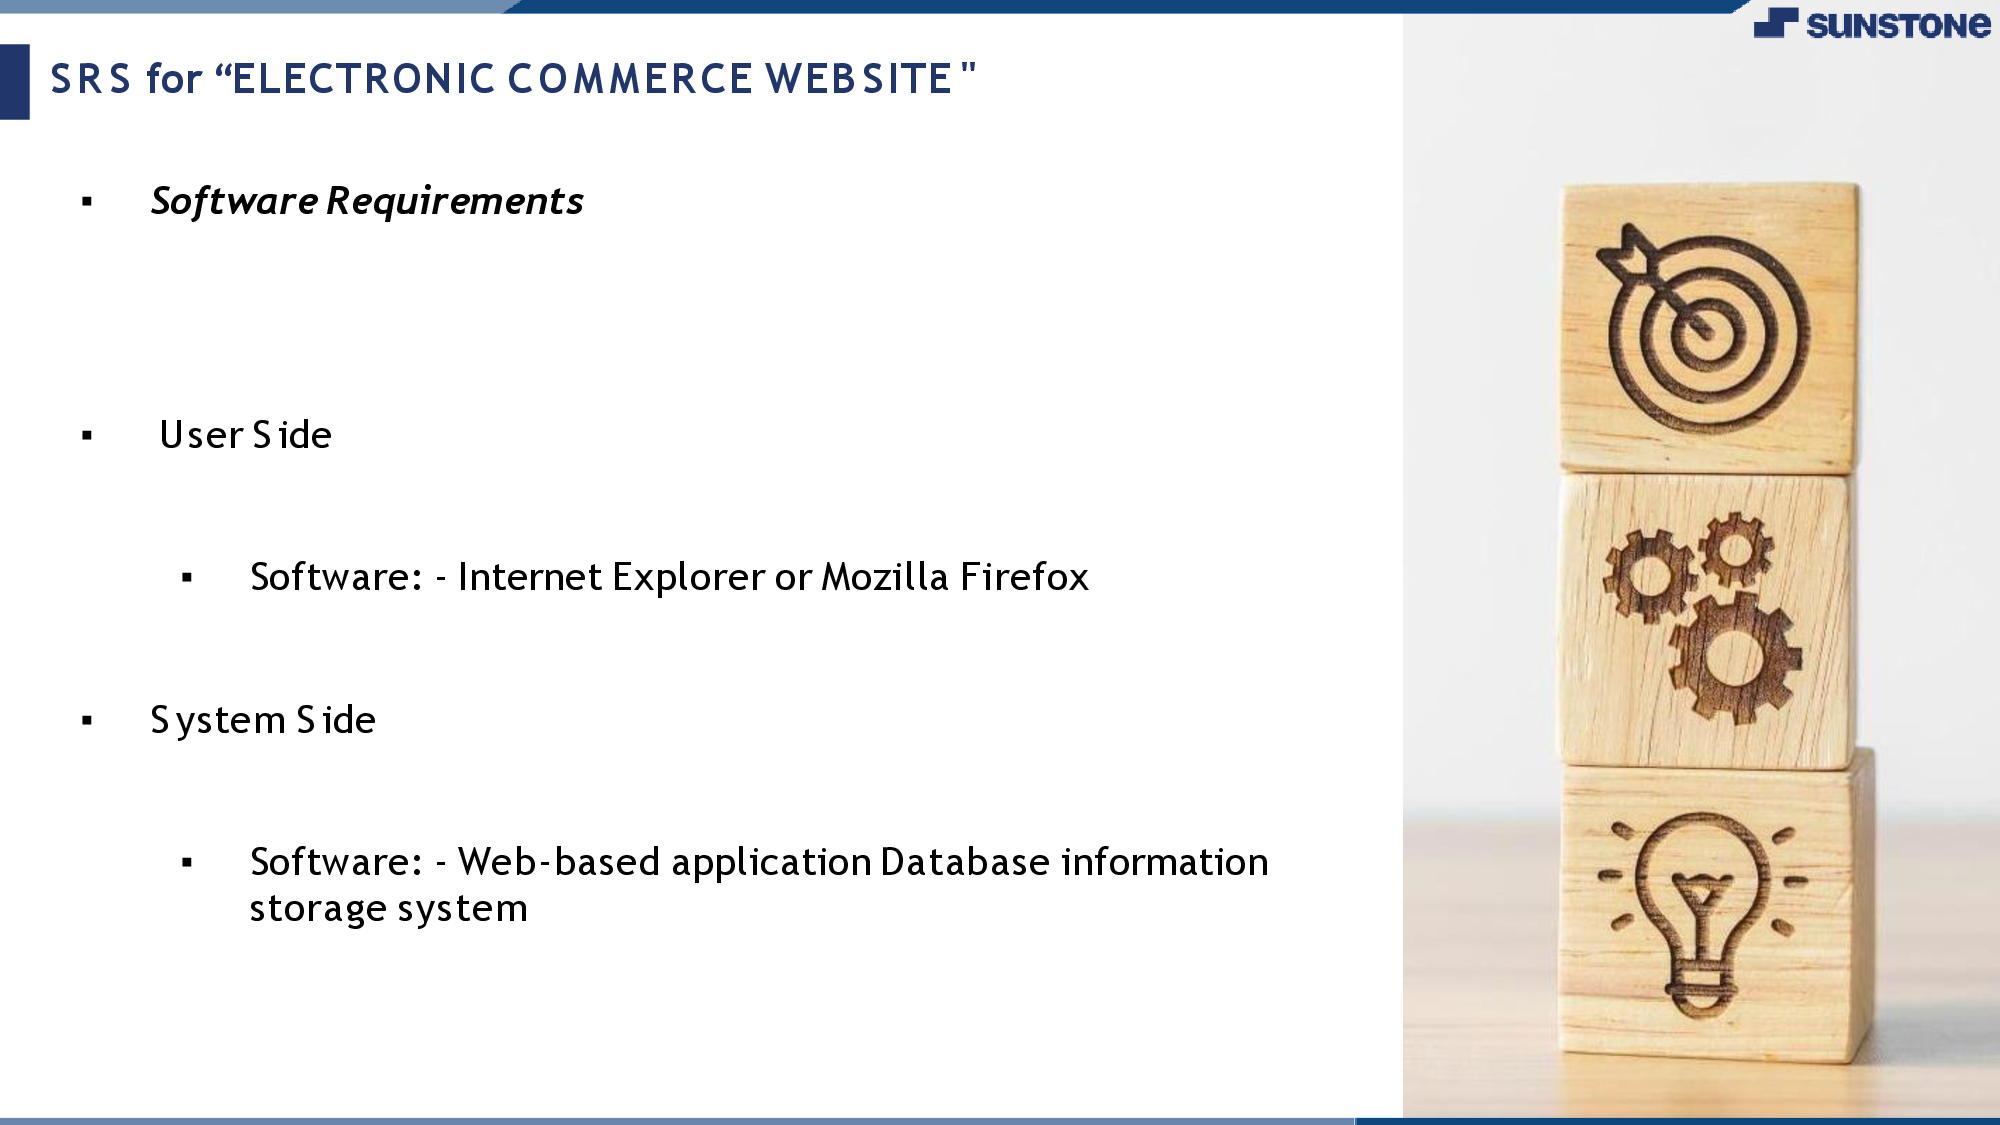 SUNSTONE
SRS for “ELECTRONIC COMMERCE WEBSITE"
▪ Software Requirements
▪ User Side
▪ Software: - Internet Explorer or Mozilla Firefox
▪ System Side
▪ Software: - Web-based application Database information
storage system